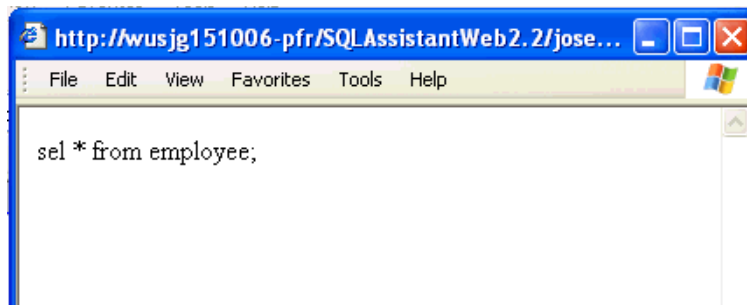 http://wusjg151006-pfr/SQLAssistantWeb2.2/jose...
File Edit View Favorites Tools Help
sel * from employee;